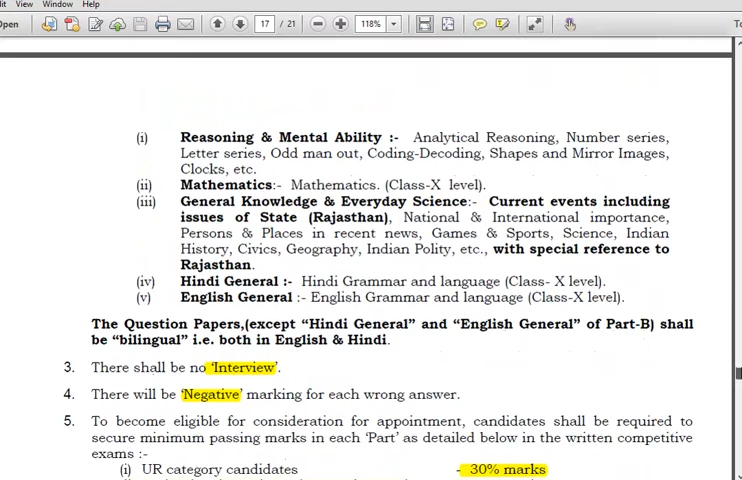 Window Help
Open 17 / 21 118%
(i) Reasoning & Mental Ability :- Analytical Reasoning, Number series,
Letter series, Odd man out, Coding-Decoding, Shapes and Mirror Images,
Clocks, etc.
(ii) Mathematics:- Mathematics. (Class-X level).
(iii) General Knowledge & Everyday Science:- Current events including
issues of State (Rajasthan), National & International importance,
Persons & Places in recent news, Games & Sports, Science, Indian
History, Civics, Geography, Indian Polity, etc., with special reference to
Rajasthan.
(iv) Hindi General :- Hindi Grammar and language (Class- X level).
(v) English General :- English Grammar and language (Class-X level).
The Question Papers,(except “Hindi General” and “English General” of Part-B) shall
be “bilingual” i.e. both in English & Hindi.
3. There shall be no ‘Interview’.
4. There will be ‘Negative’ marking for each wrong answer.
5. To become eligible for consideration for appointment, candidates shall be required to
secure minimum passing marks in each ‘Part’ as detailed below in the written competitive
exams :-
(i) UR category candidates - 30% marks